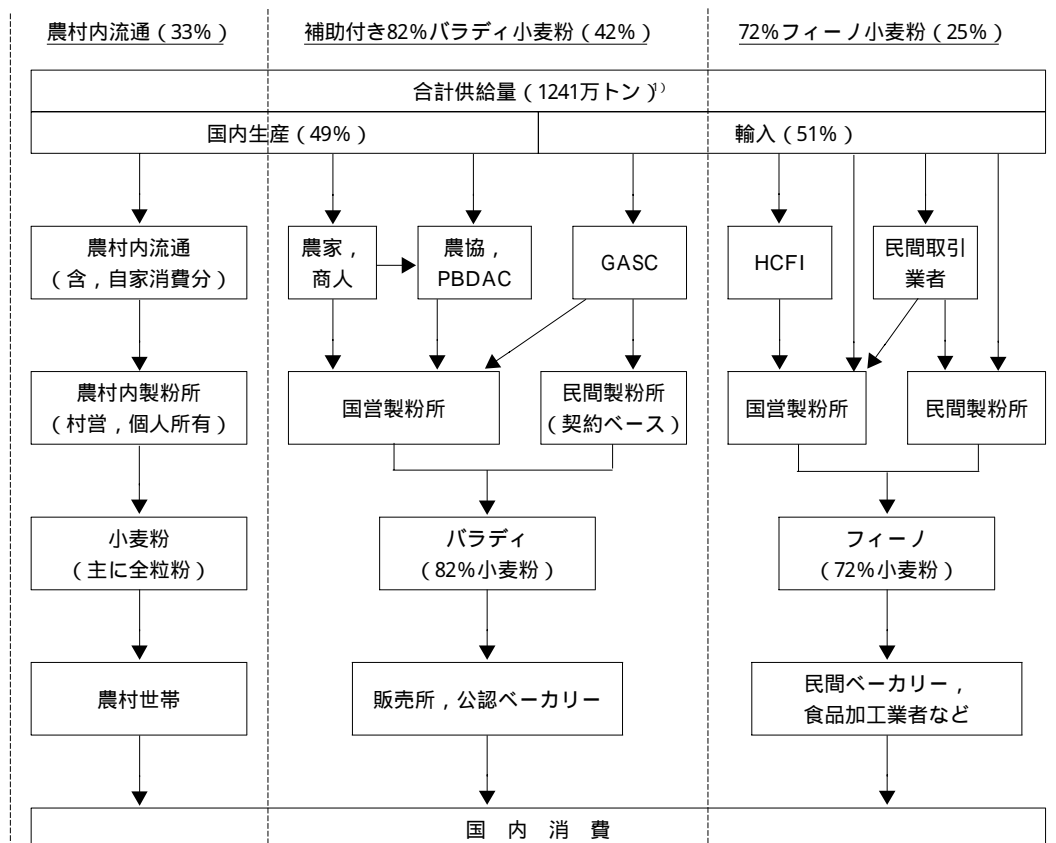 農村内流通(33%)
補助付き82%バラディ小麦粉(42%)
72%フィーノ小麦粉(25%)
合計供給量(1241万トン)1)
国内生産(49%)
輸入(51%)
農村内流通
(含,自家消費分)
農家,
商人
農協,
PBDAC
GASC
HCFI
民間取引
業者
農村内製粉所
(村営,個人所有)
国営製粉所
民間製粉所
(契約ベース)
国営製粉所
民間製粉所
小麦粉
(主に全粒粉)
バラディ
(82%小麦粉)
フィーノ
(72%小麦粉)
農村世帯
販売所,公認ベーカリー
民間ベーカリー,
食品加工業者など
国 内 消 費